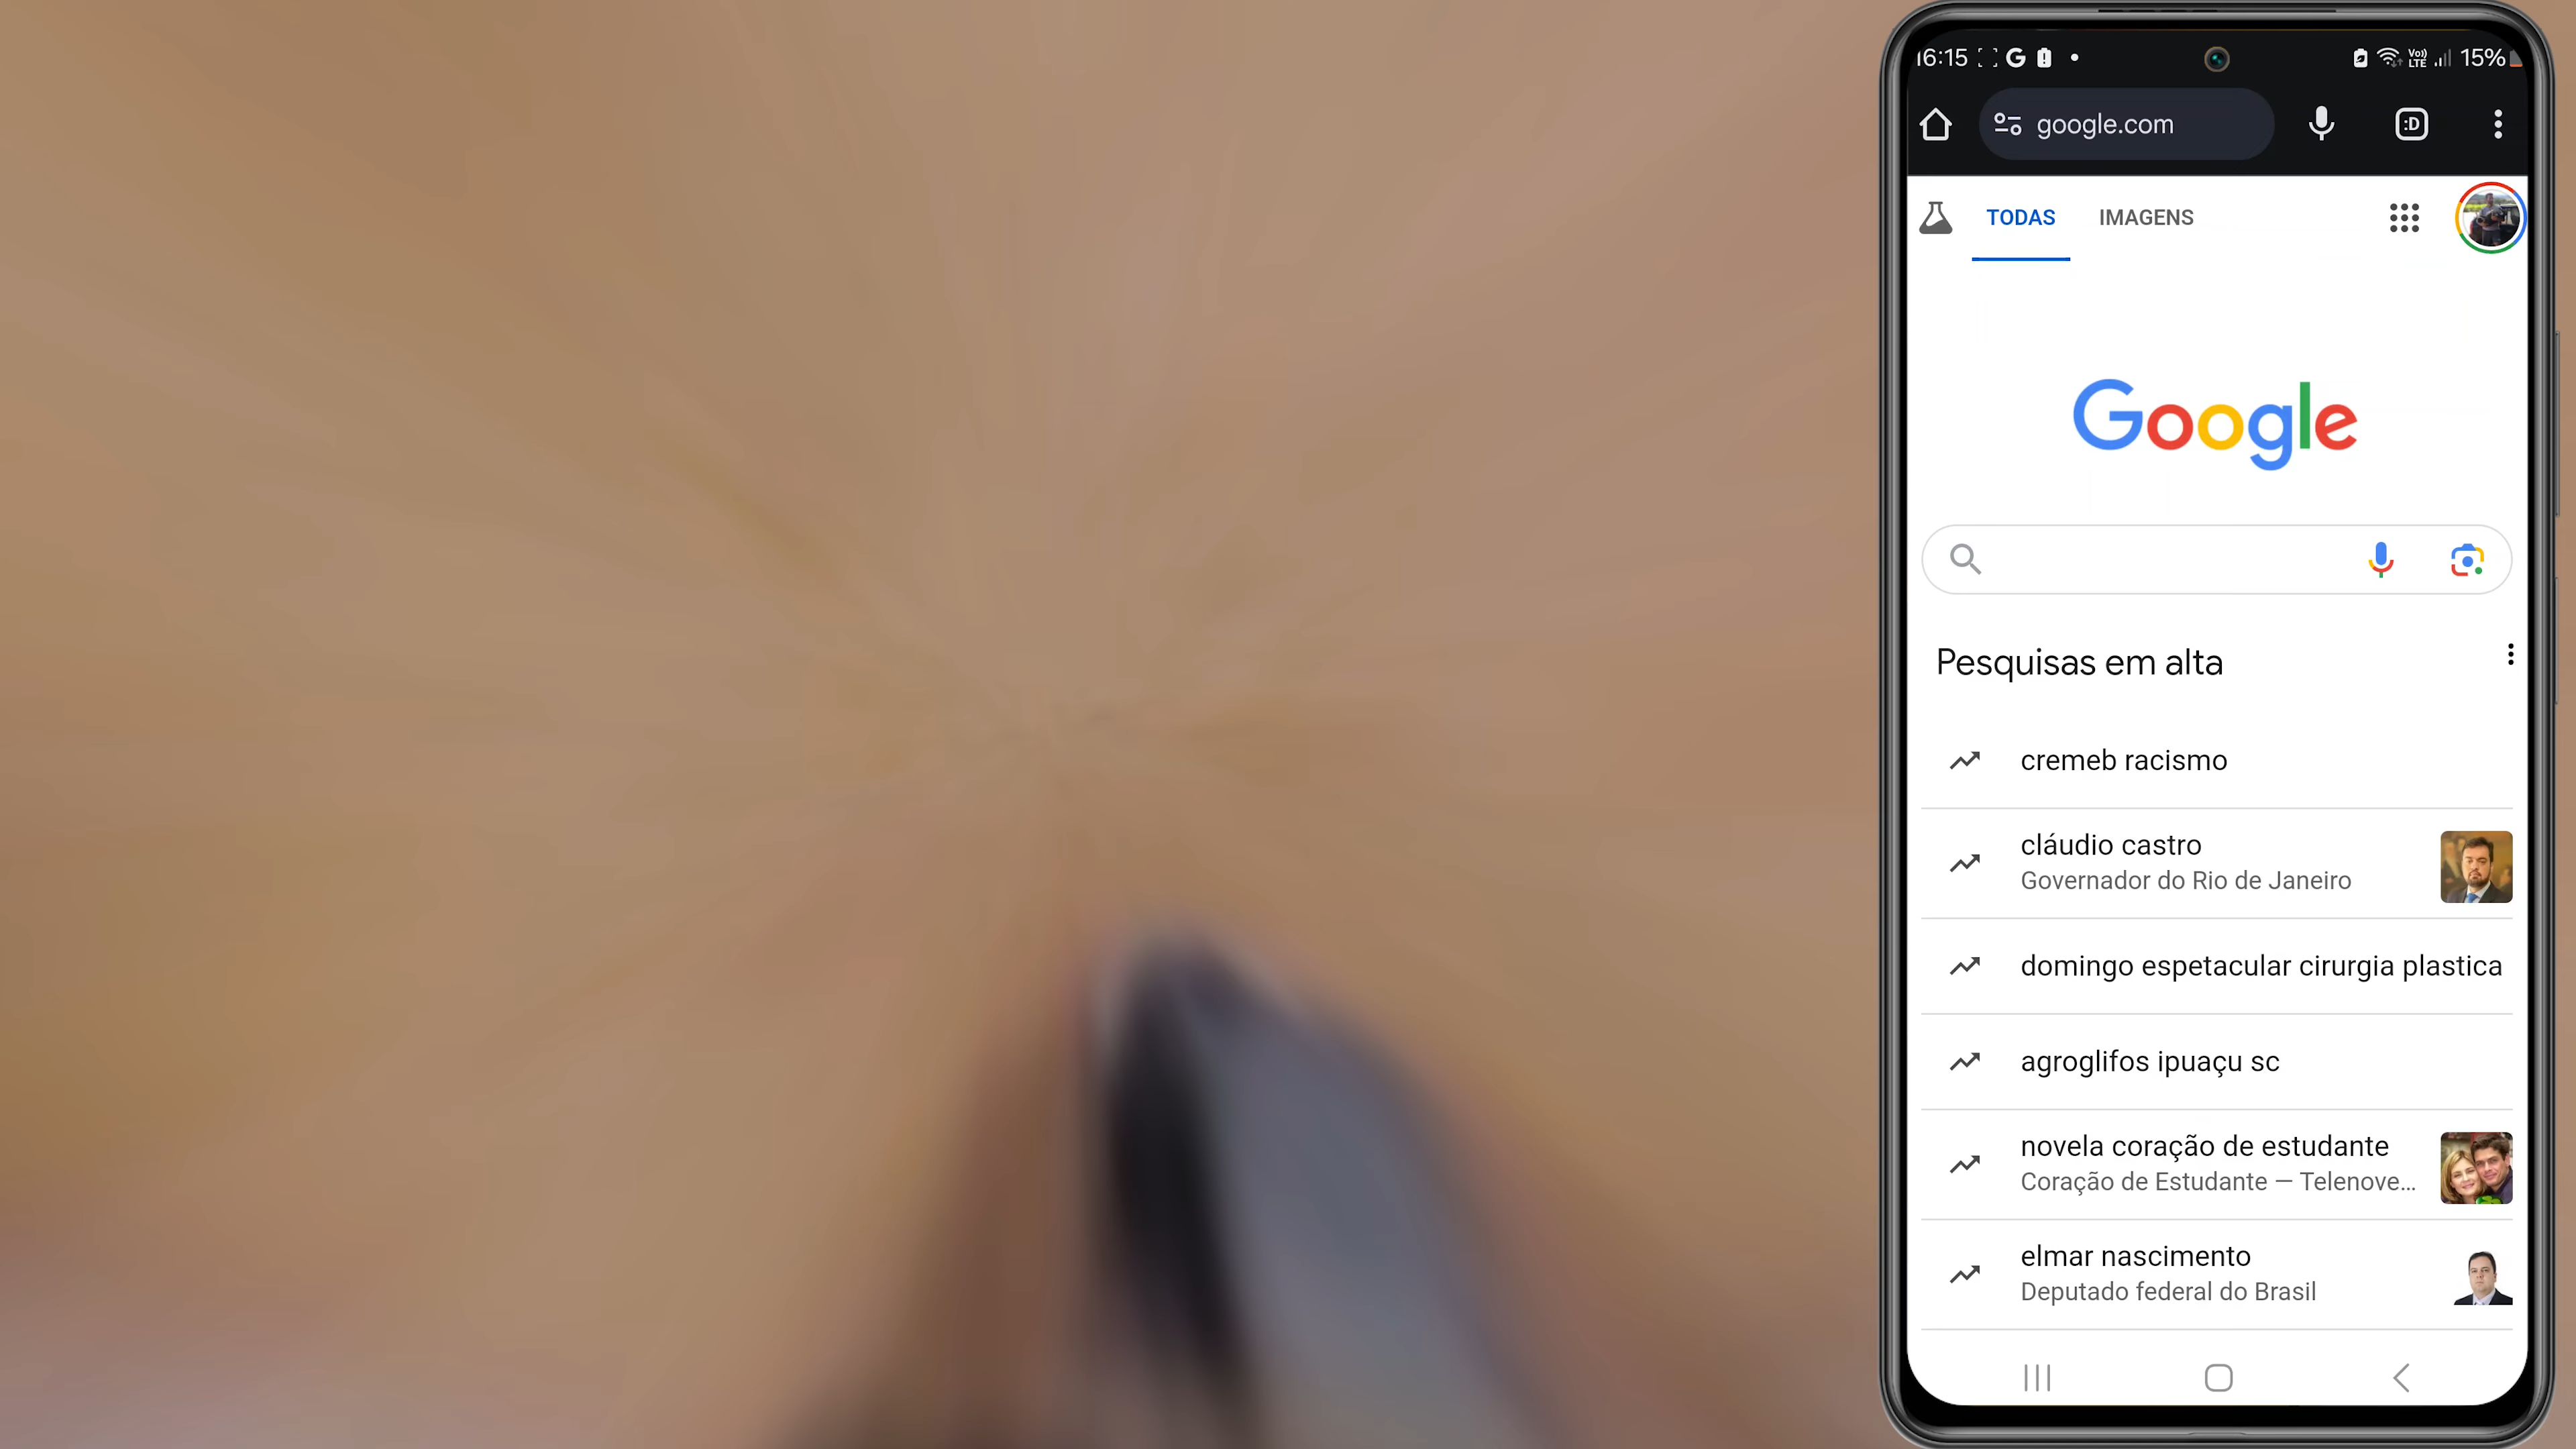 16:15
Vo))
LTE
15%
google.com
:D
TODAS
IMAGENS
Google
Pesquisas em alta
cremeb racismo
cláudio castro
Governador do Rio de Janeiro
domingo espetacular cirurgia plastica
agroglifos ipuaçu sc
novela coração de estudante
Coração de Estudante — Telenove...
elmar nascimento
Deputado federal do Brasil